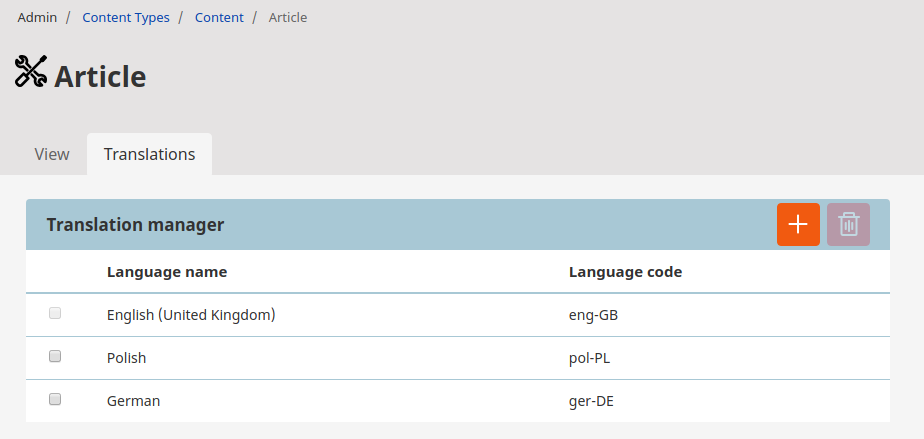 Admin / Content Types / Content / Article
Article
View Translations
Translation manager
Language name Language code
English (United Kingdom) eng-GB
Polish pol-PL
German ger-DE